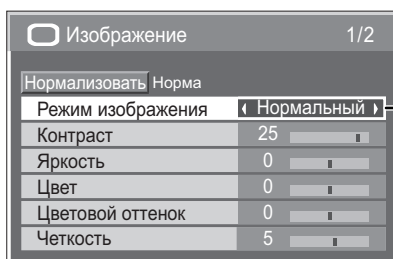 Изображение 1/2
Нормализовать Норма
Режим изображения Нормальный
Контраст 25
Яркость 0
Цвет 0
Цветовой оттенок 0
Четкость 5